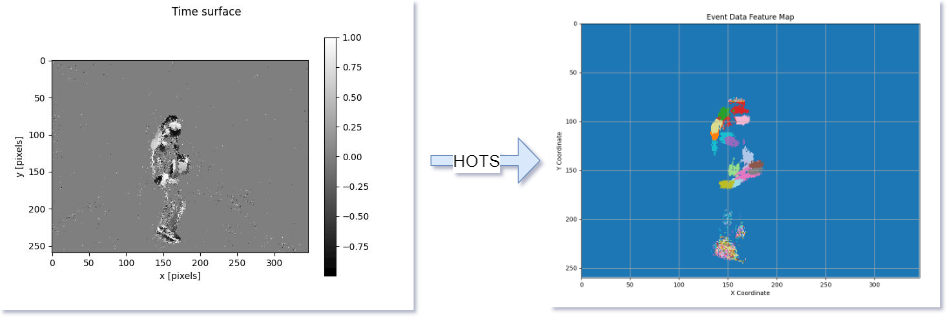 Time surface
1.00
0.75
0.50
0.25
0.00
−0.25
−0.50
−0.75
0
50
100
150
200
250
y [pixels]
0 50 100 150 200 250 300
x [pixels]
HOTS
Event Data Feature Map
0
50
100
150
200
250
Y Coordinate
0 50 100 150 200 250 300
X Coordinate